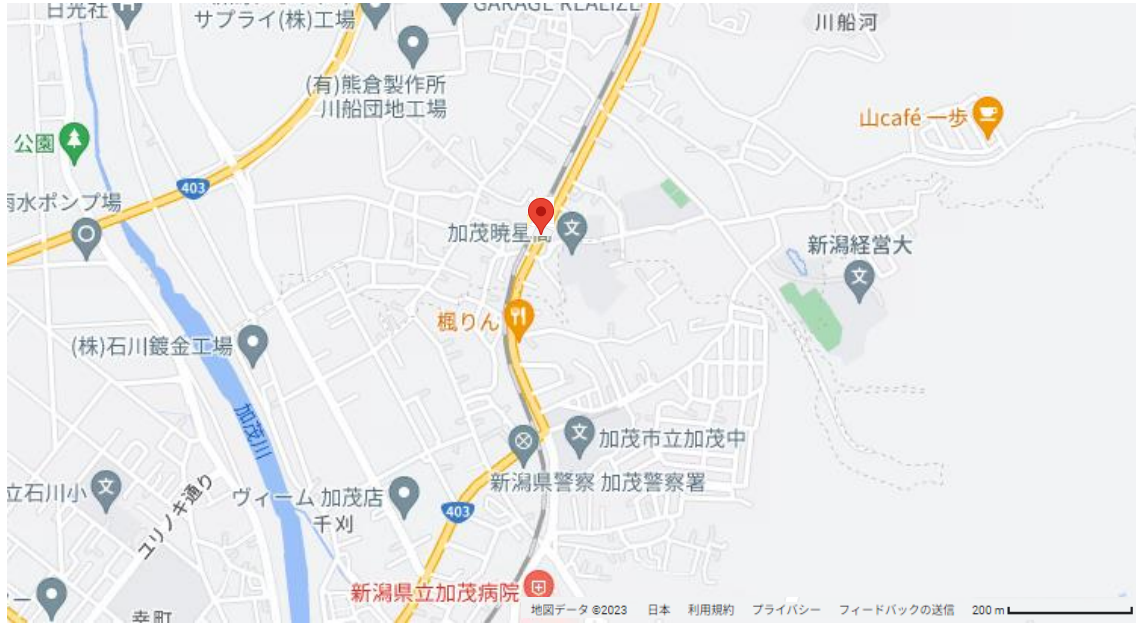 日光社
サプライ(株)工場
GARAGE REALIZE
川船河
(有)熊倉製作所
川船団地工場
山café 一歩
公園
403
雨水ポンプ場
加茂暁星高
新潟経営大
楓りん
(株)石川鍍金工場
加茂川
加茂市立加茂中
新潟県警察 加茂警察署
立石川小
ユリノキ通り
ヴィーム 加茂店
千刈
403
新潟県立加茂病院
幸町
地図データ ©2023 日本 利用規約 プライバシー フィードバックの送信 200 m